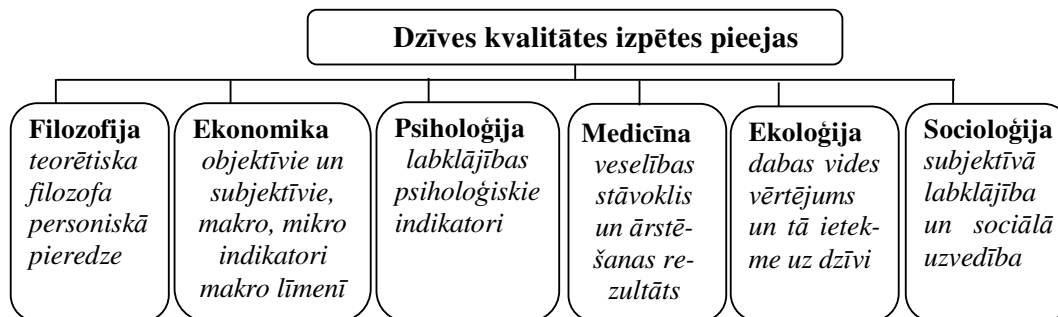 Dzīves kvalitātes izpētes pieejas
Filozofija
teorētiska
filozofa
personiskā
pieredze
Ekonomika
objektīvie un
subjektīvie,
makro, mikro
indikatori
makro līmenī
Psiholoģija
labklājības
psiholoģiskie
indikatori
Medicīna
veselības
stāvoklis
un ārstē-
šanas re-
zultāts
Ekoloģija
dabas vides
vērtējums
un tā ietek-
me uz dzīvi
Socioloģija
subjektīvā
labklājība
un sociālā
uzvedība